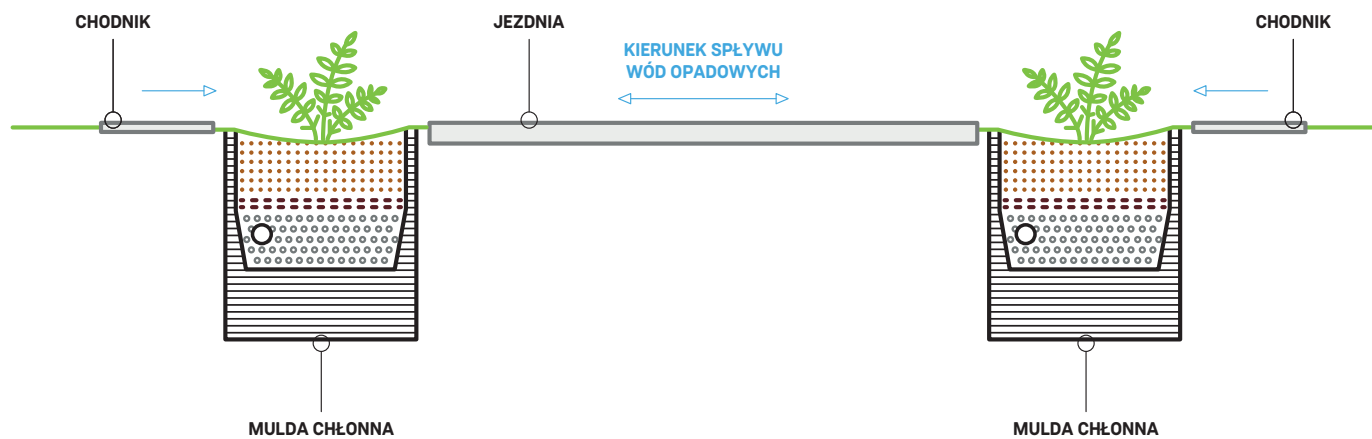 CHODNIK
JEZDNIA
CHODNIK
KIERUNEK SPŁYWU
WÓD OPADOWYCH
MULDA CHŁONNA
MULDA CHŁONNA